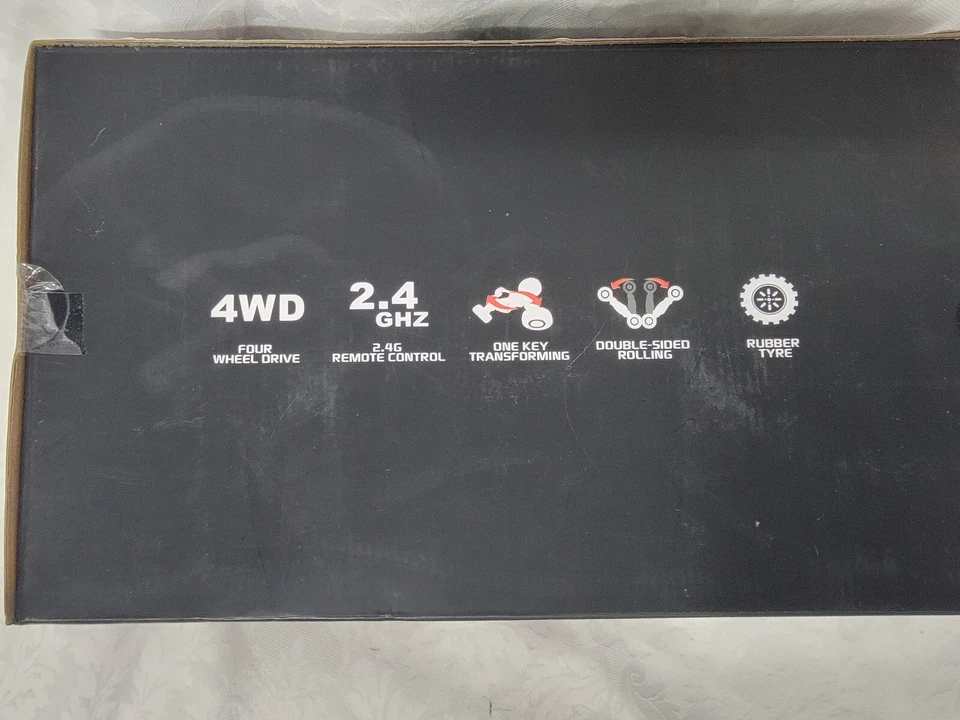 4WD
FOUR
WHEEL DRIVE
2.4
GHZ
2.4G
REMOTE CONTROL
ONE KEY
TRANSFORMING
DOUBLE-SIDED
ROLLING
RUBBER
TYRE